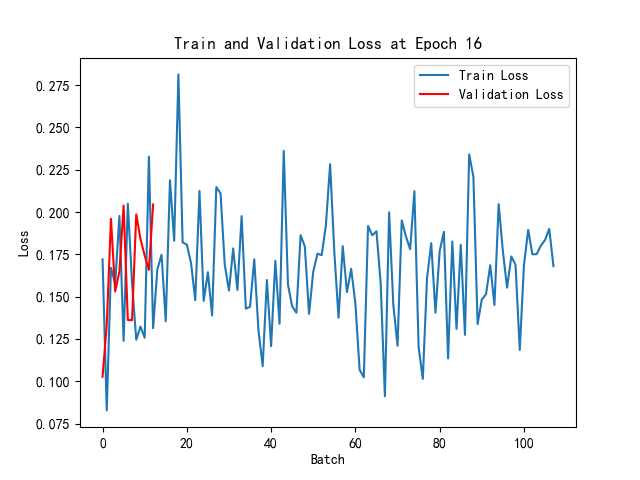 Train and Validation Loss at Epoch 16
Train Loss
Validation Loss
0.275
0.250
0.225
0.200
0.175
0.150
0.125
0.100
0.075
Loss
0 20 40 60 80 100
Batch